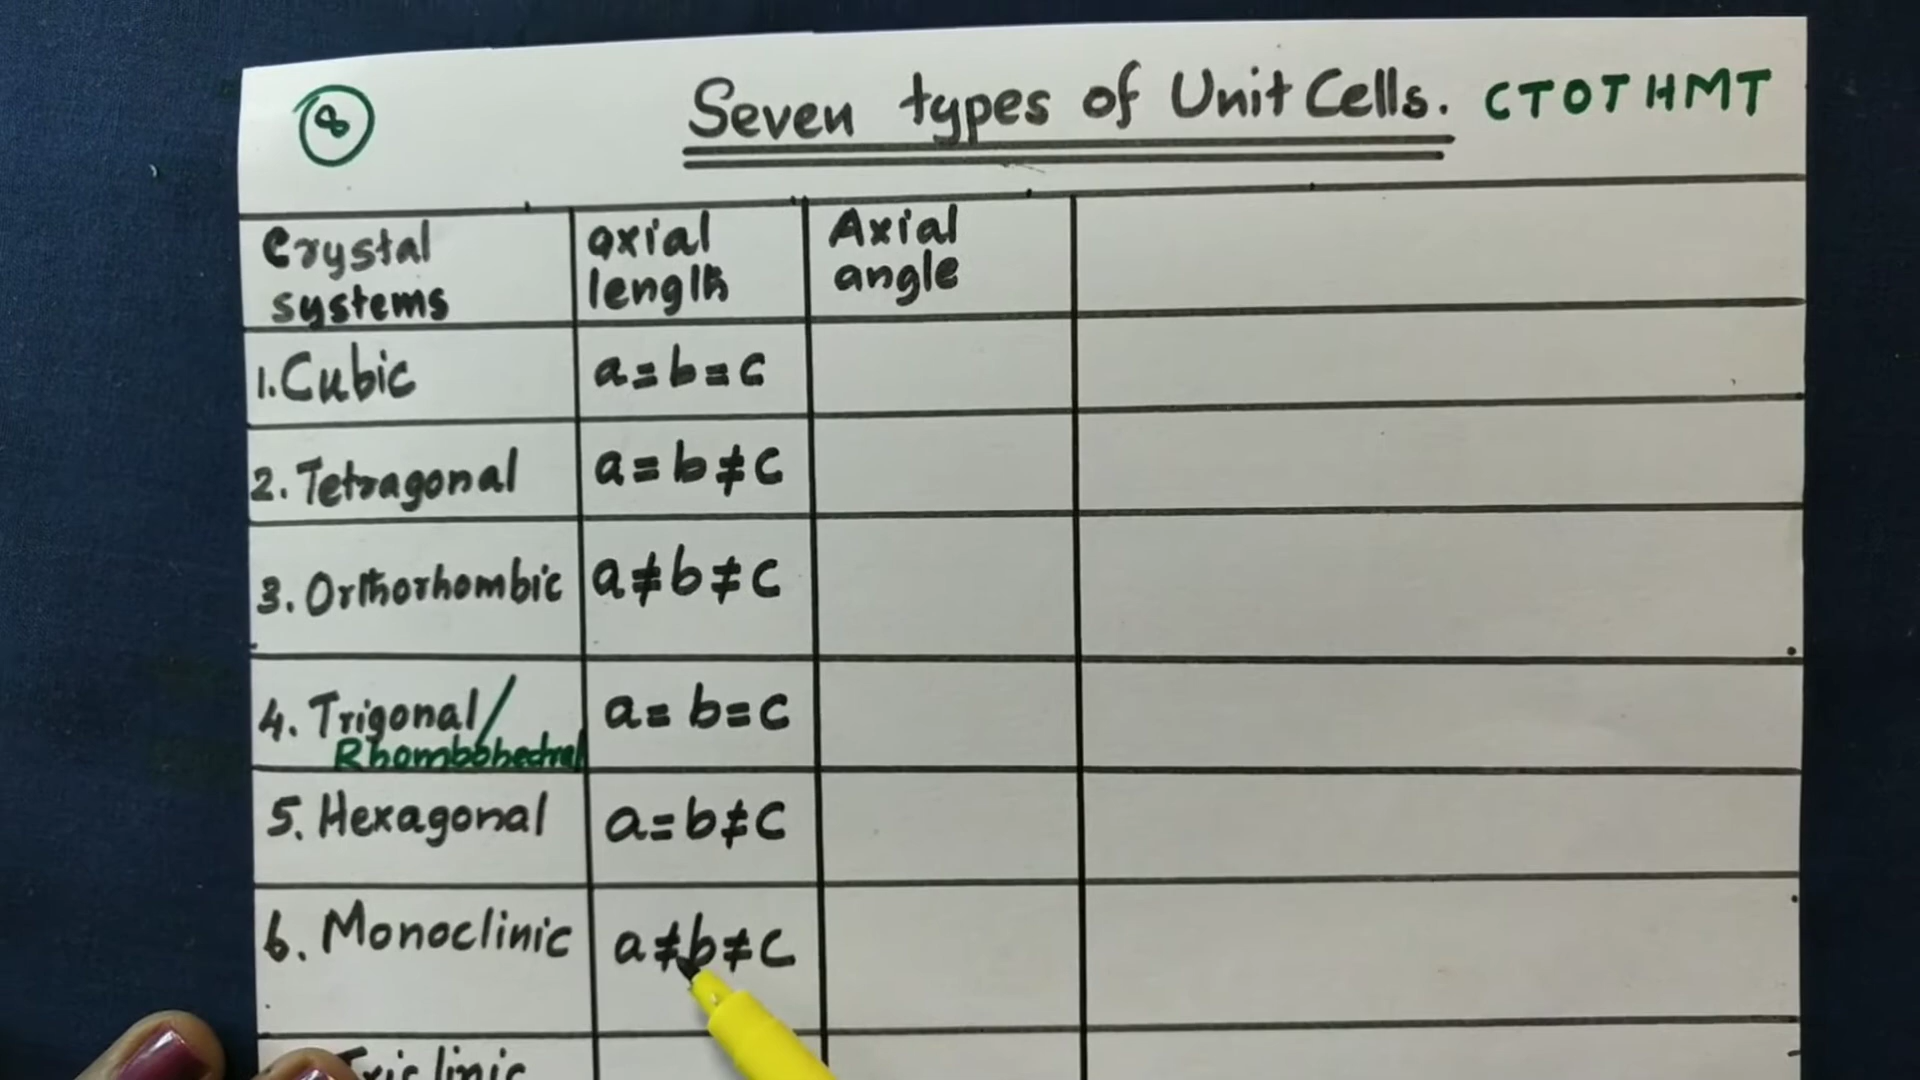 8
Seven types of Unit Cells. CTOTHMT
Crystal systems
axial length
Axial angle
1. Cubic
a = b = c
2. Tetragonal
a = b ≠ c
3. Orthorhombic
a ≠ b ≠ c
4. Trigonal/
Rhombohedral
a = b = c
5. Hexagonal
a = b ≠ c
6. Monoclinic
a ≠ b ≠ c
Triclinic